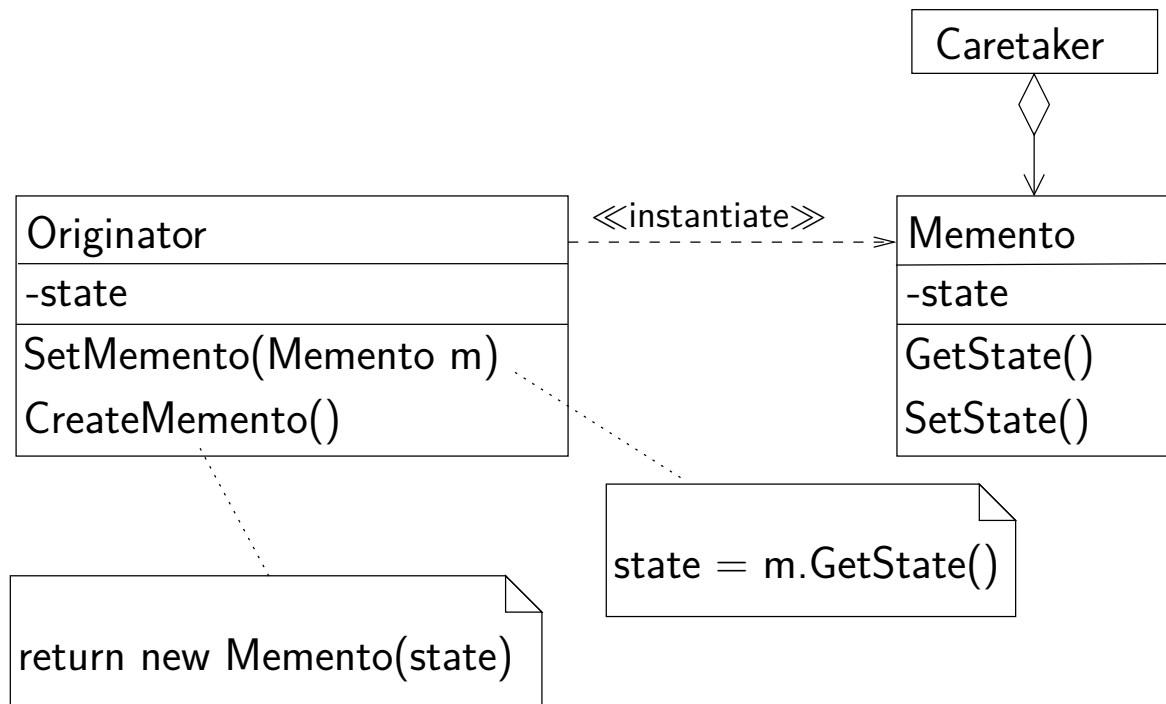 Caretaker
Originator
-state
SetMemento(Memento m)
CreateMemento()
≪instantiate≫
Memento
-state
GetState()
SetState()
state = m.GetState()
return new Memento(state)